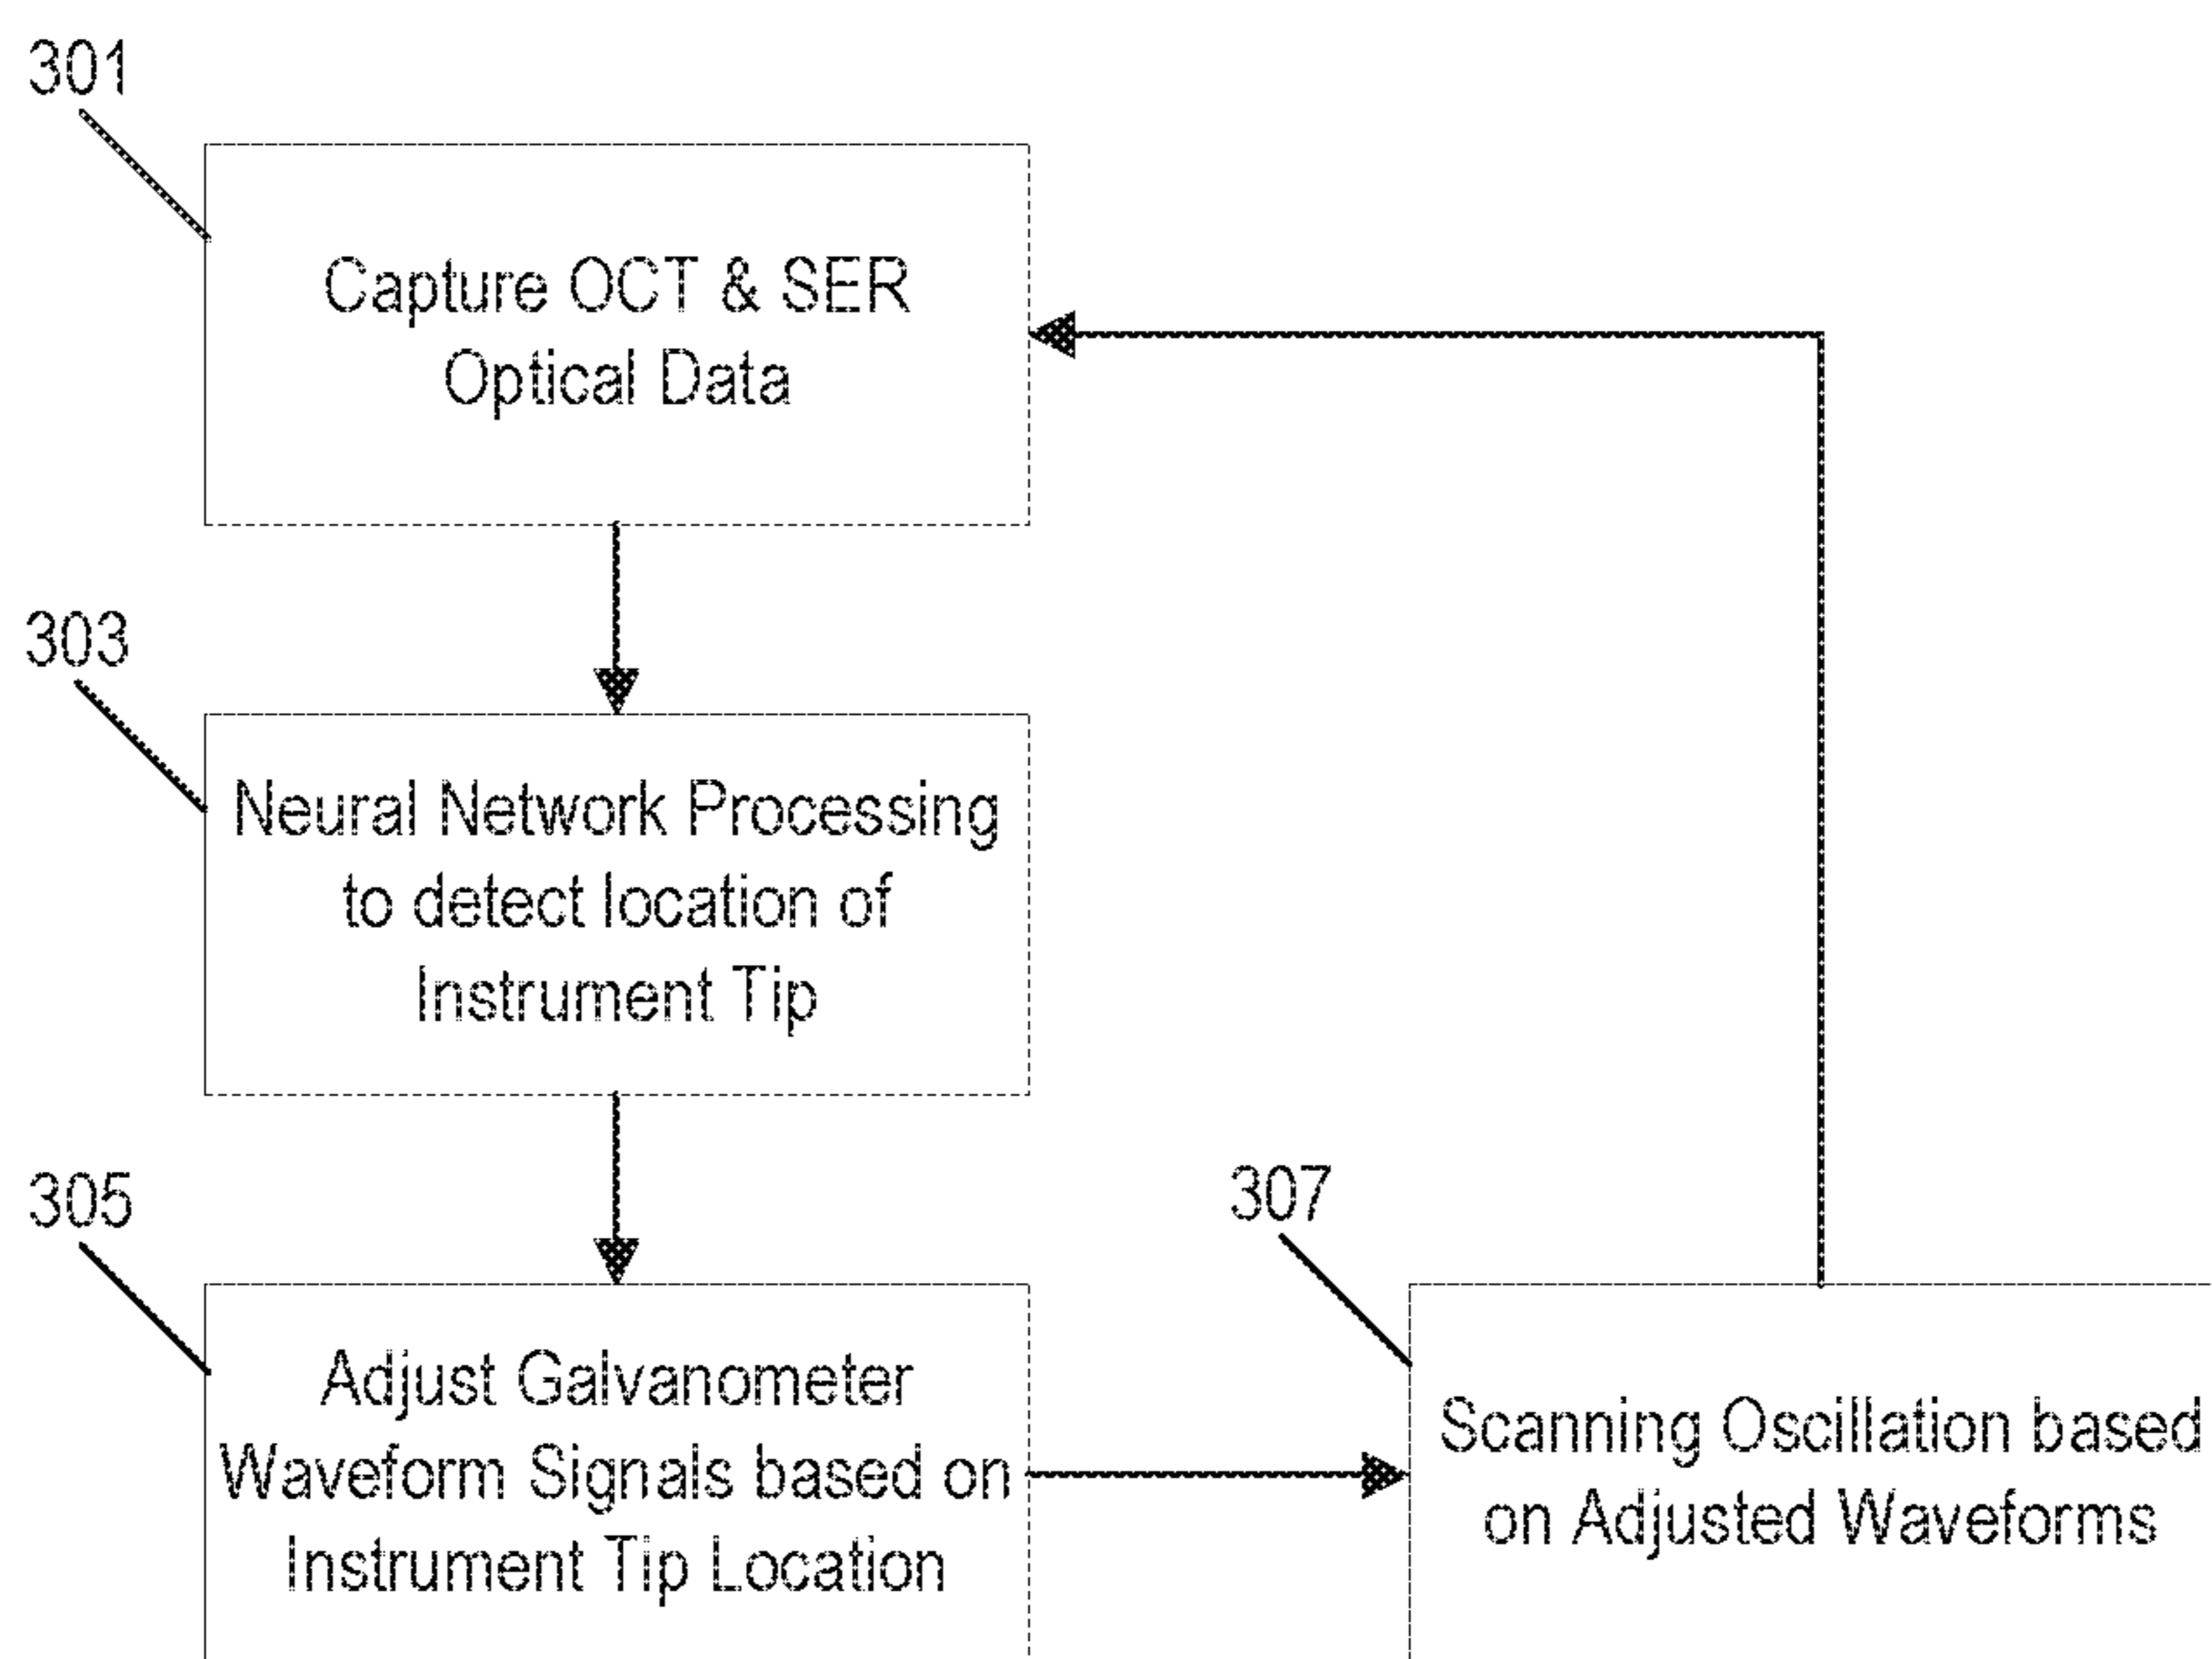 301
Capture OCT & SER
Optical Data
303
Neural Network Processing
to detect location of
Instrument Tip
305
Adjust Galvanometer
Waveform Signals based on
Instrument Tip Location
307
Scanning Oscillation based
on Adjusted Waveforms